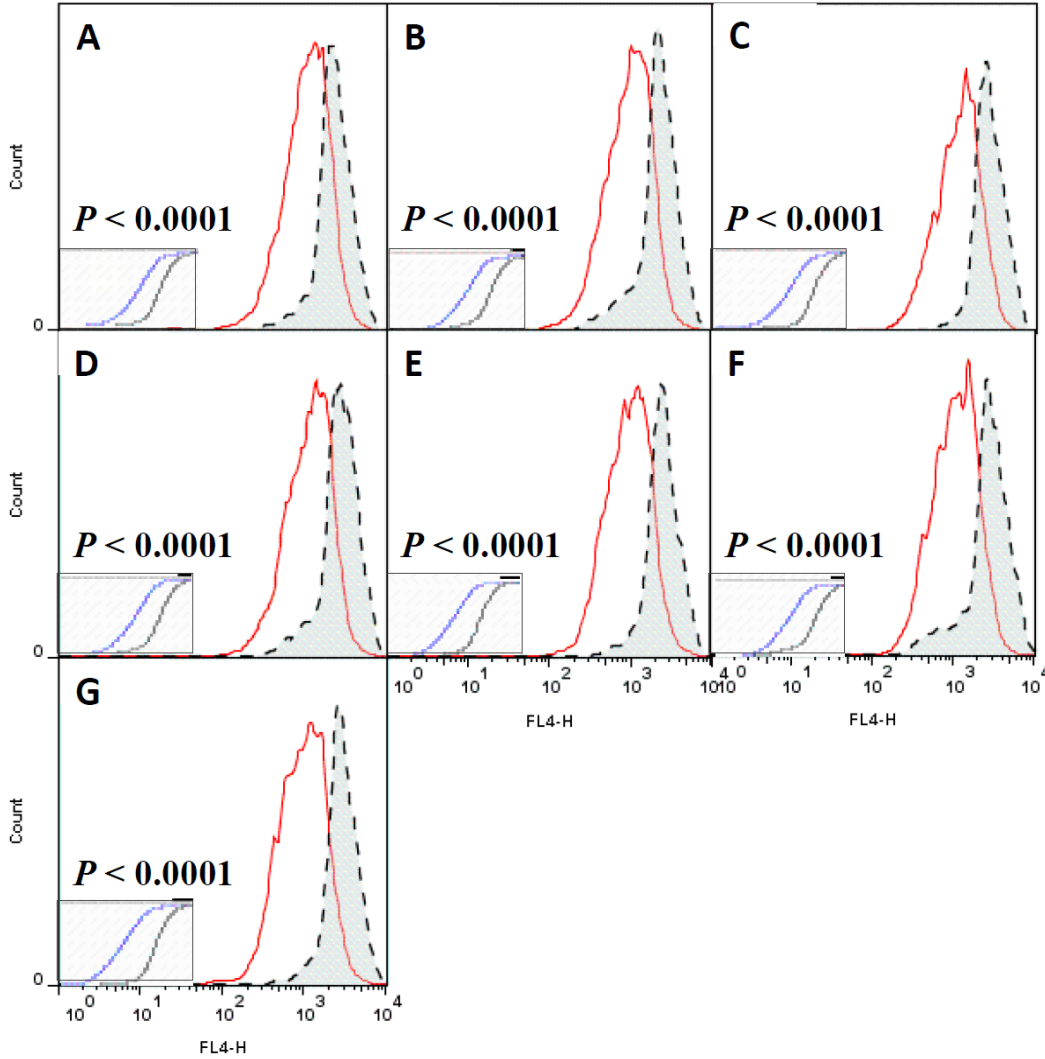 A B C
Count
P < 0.0001 P < 0.0001 P < 0.0001
0
D E F
Count
P < 0.0001 P < 0.0001 P < 0.0001
0
10^0 10^1 10^2 10^3 10^4 10^0 10^1 10^2 10^3 10^4
FL4-H FL4-H
G
Count
P < 0.0001
0
10^0 10^1 10^2 10^3 10^4
FL4-H